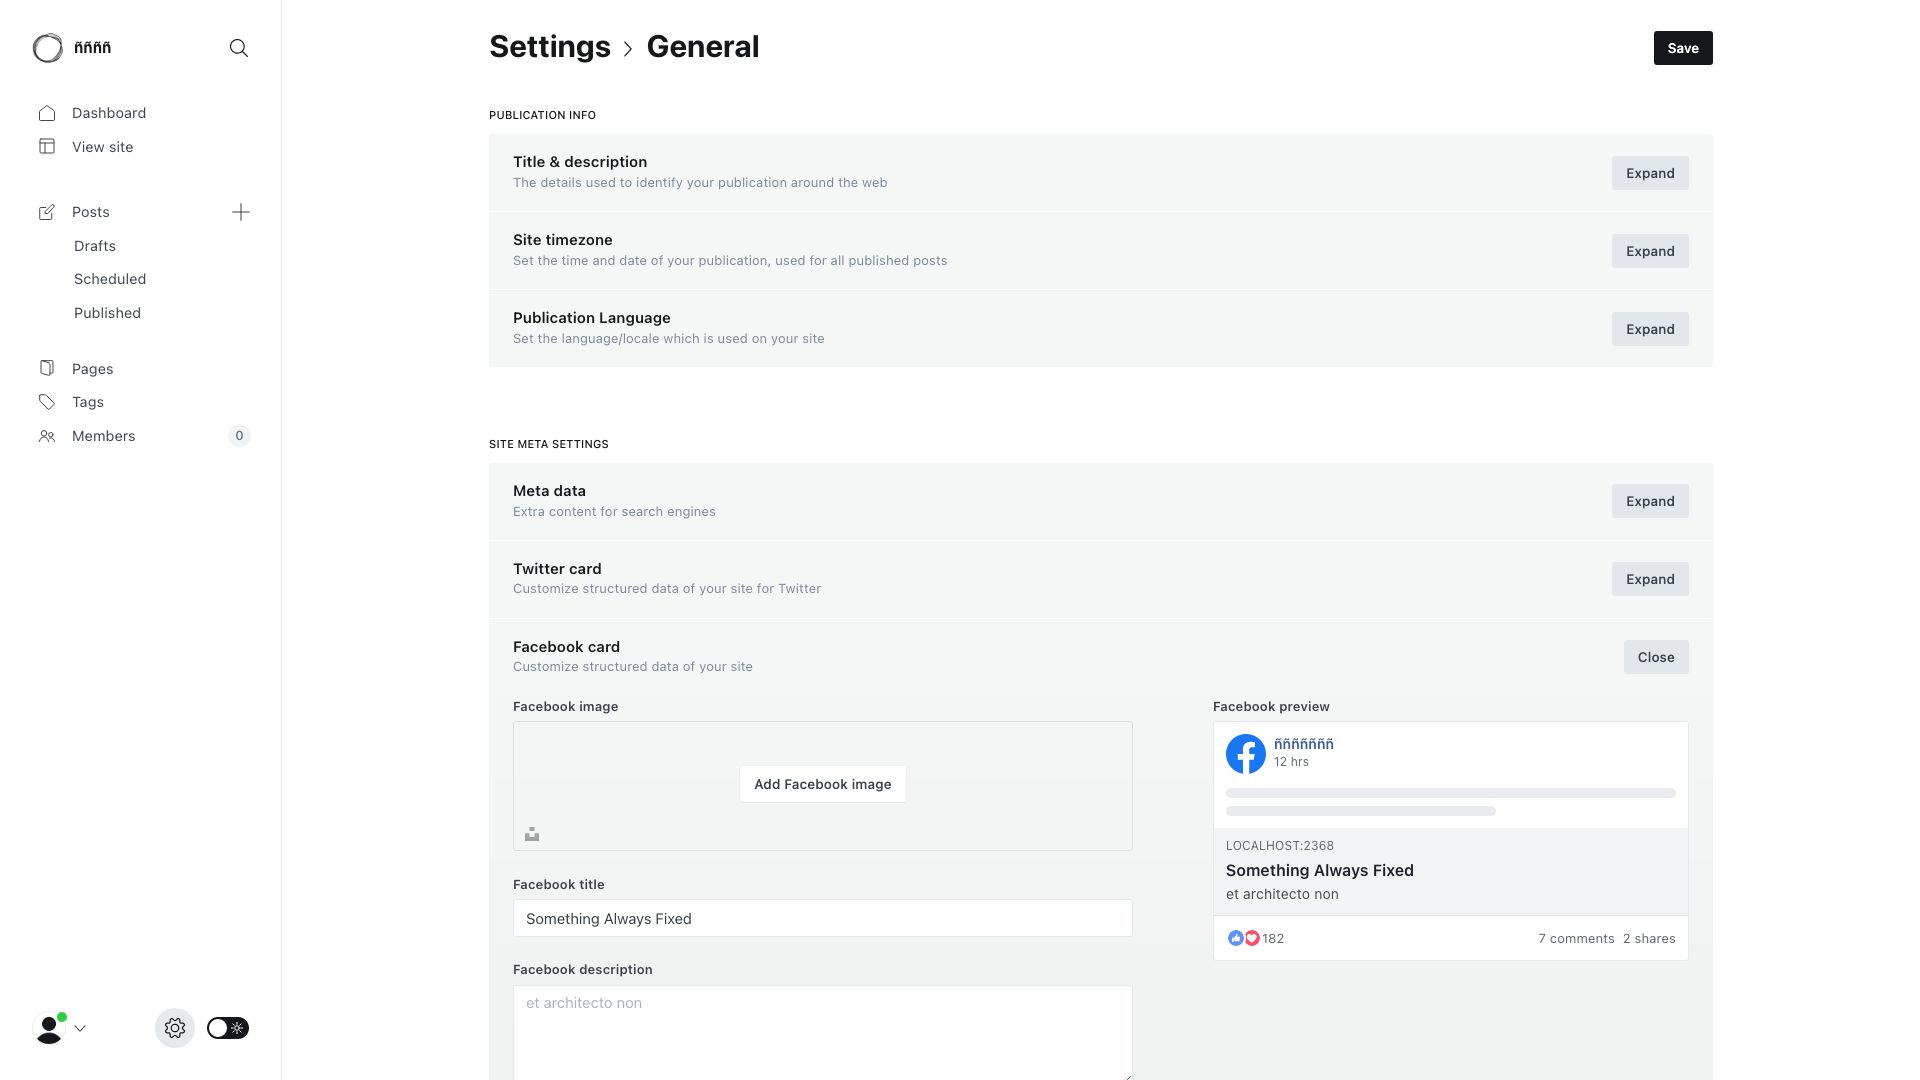 ññññ
Dashboard
View site
Posts
Drafts
Scheduled
Published
Pages
Tags
Members 0
Settings General
Save
PUBLICATION INFO
Title & description
The details used to identify your publication around the web
Expand
Site timezone
Set the time and date of your publication, used for all published posts
Expand
Publication Language
Set the language/locale which is used on your site
Expand
SITE META SETTINGS
Meta data
Extra content for search engines
Expand
Twitter card
Customize structured data of your site for Twitter
Expand
Facebook card
Customize structured data of your site
Close
Facebook image
Add Facebook image
Facebook title
Something Always Fixed
Facebook description
et architecto non
Facebook preview
ñññññññ
12 hrs
LOCALHOST:2368
Something Always Fixed
et architecto non
182
7 comments 2 shares